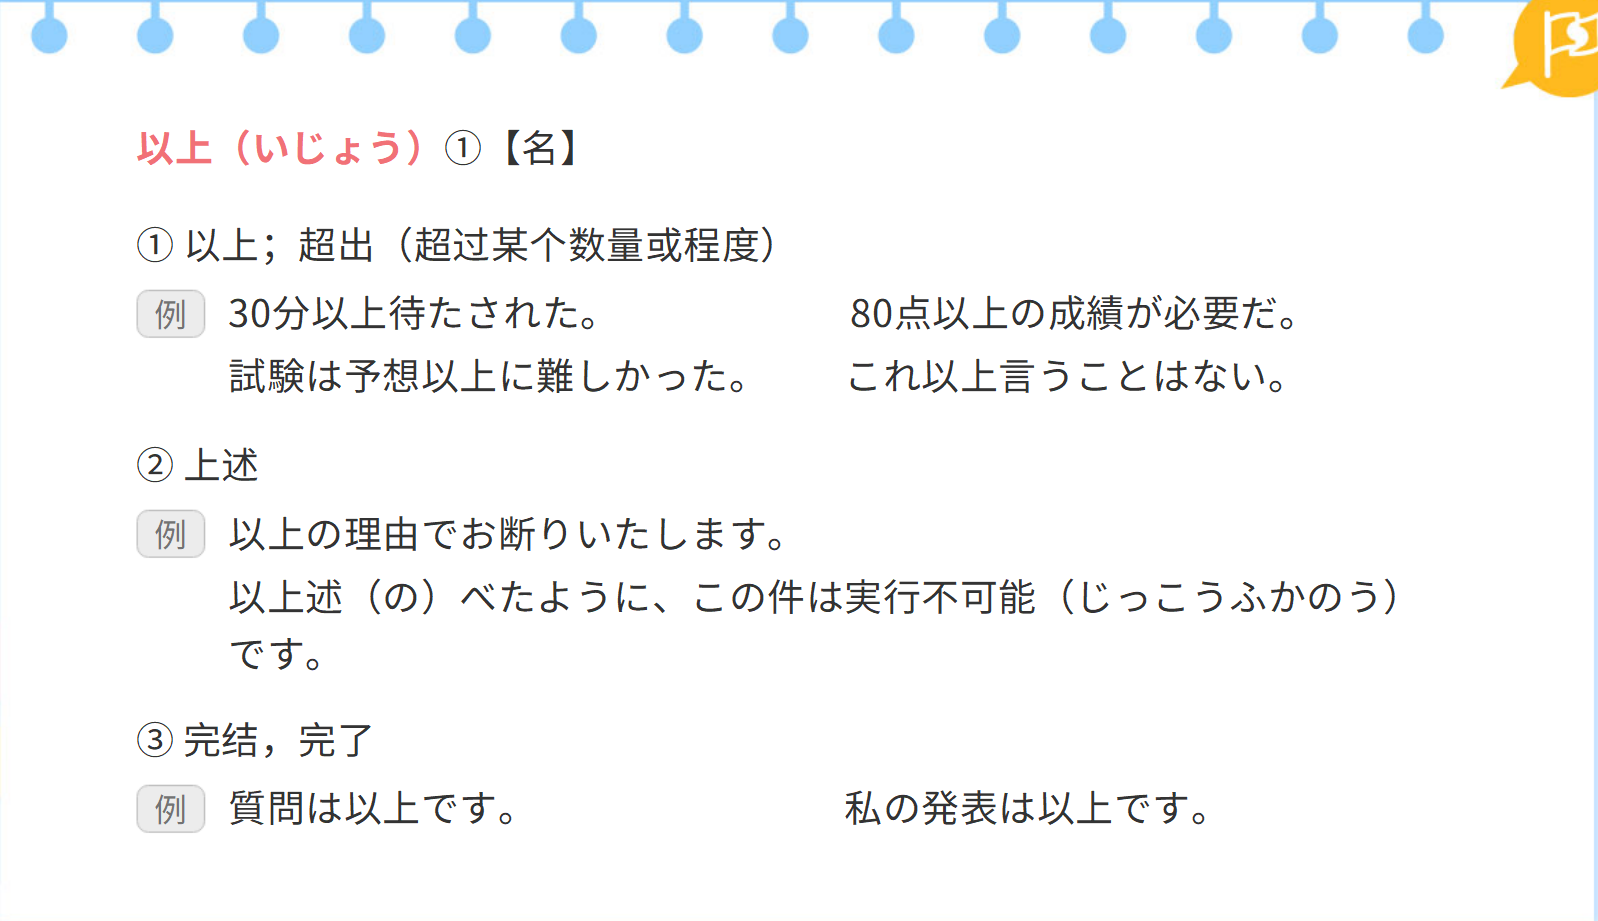 以上（いじょう）①【名】
① 以上；超出（超过某个数量或程度）
例 30分以上待たされた。 80点以上の成績が必要だ。
試験は予想以上に難しかった。 これ以上言うことはない。
② 上述
例 以上の理由でお断りいたします。
以上述（の）べたように、この件は実行不可能（じっこうふかのう）
です。
③ 完结，完了
例 質問は以上です。 私の発表は以上です。